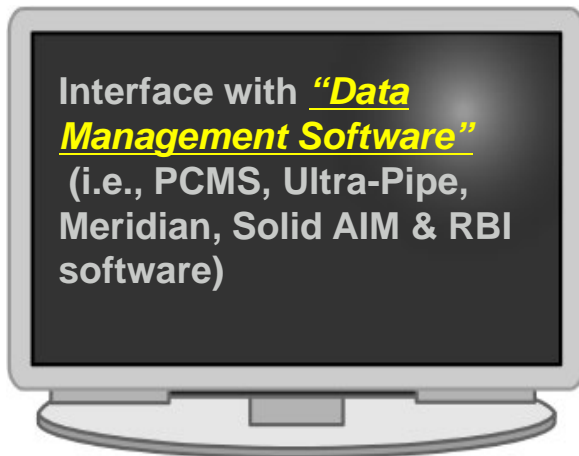 Interface with “Data
Management Software”
(i.e., PCMS, Ultra-Pipe,
Meridian, Solid AIM & RBI
software)